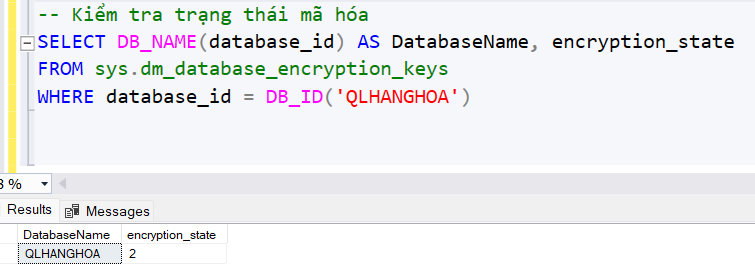 -- Kiểm tra trạng thái mã hóa
SELECT DB_NAME(database_id) AS DatabaseName, encryption_state
FROM sys.dm_database_encryption_keys
WHERE database_id = DB_ID('QLHANGHOA')
%
Results Messages
DatabaseName encryption_state
QLHANGHOA 2